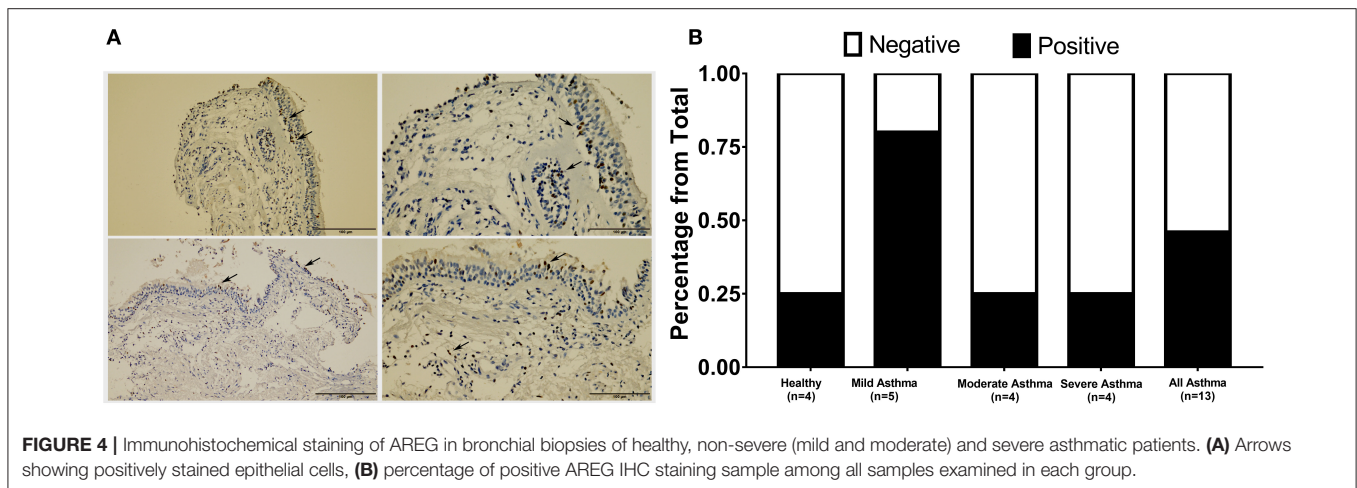 A
B
Negative Positive
Percentage from Total
1.00
0.75
0.50
0.25
0.00
Healthy
(n=4)
Mild Asthma
(n=5)
Moderate Asthma
(n=4)
Severe Asthma
(n=4)
All Asthma
(n=13)
FIGURE 4 | Immunohistochemical staining of AREG in bronchial biopsies of healthy, non-severe (mild and moderate) and severe asthmatic patients. (A) Arrows
showing positively stained epithelial cells, (B) percentage of positive AREG IHC staining sample among all samples examined in each group.